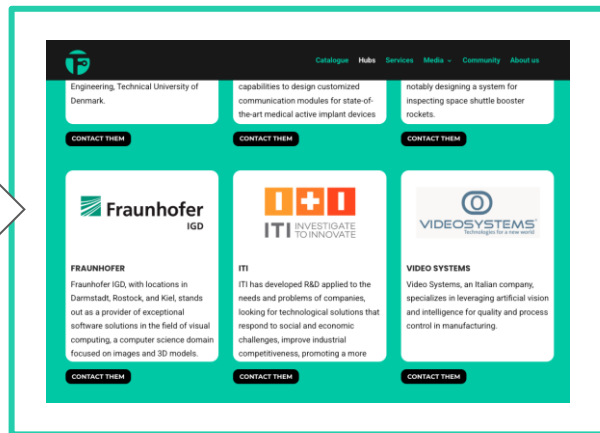 Catalogue Hubs Services Media Community About us
Engineering, Technical University of
Denmark.
CONTACT THEM
capabilities to design customized
communication modules for state-of-
the-art medical active implant devices
CONTACT THEM
notably designing a system for
inspecting space shuttle booster
rockets.
CONTACT THEM
Fraunhofer
IGD
FRAUNHOFER
Fraunhofer IGD, with locations in
Darmstadt, Rostock, and Kiel, stands
out as a provider of exceptional
software solutions in the field of visual
computing, a computer science domain
focused on images and 3D models.
CONTACT THEM
I+I
ITI INVESTIGATE
TO INNOVATE
ITI
ITI has developed R&D applied to the
needs and problems of companies,
looking for technological solutions that
respond to social and economic
challenges, improve industrial
competitiveness, promoting a more
CONTACT THEM
VIDEOSYSTEMS
Technologies for a new world
VIDEO SYSTEMS
Video Systems, an Italian company,
specializes in leveraging artificial vision
and intelligence for quality and process
control in manufacturing.
CONTACT THEM